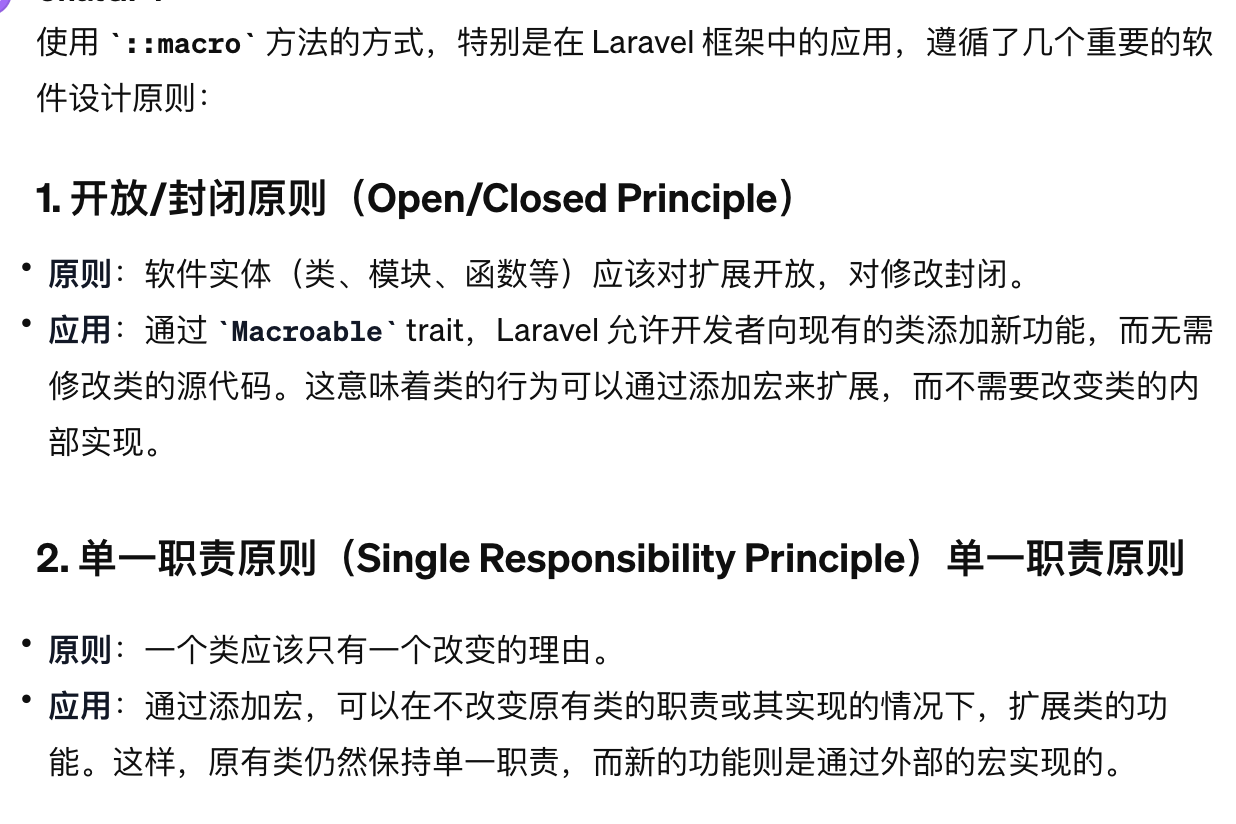 使用 `::macro` 方法的方式，特别是在 Laravel 框架中的应用，遵循了几个重要的软
件设计原则：
1. 开放/封闭原则（Open/Closed Principle）
• 原则：软件实体（类、模块、函数等）应该对扩展开放，对修改封闭。
• 应用：通过 `Macroable` trait，Laravel 允许开发者向现有的类添加新功能，而无需
修改类的源代码。这意味着类的行为可以通过添加宏来扩展，而不需要改变类的内
部实现。
2. 单一职责原则（Single Responsibility Principle）单一职责原则
• 原则：一个类应该只有一个改变的理由。
• 应用：通过添加宏，可以在不改变原有类的职责或其实现的情况下，扩展类的功
能。这样，原有类仍然保持单一职责，而新的功能则是通过外部的宏实现的。